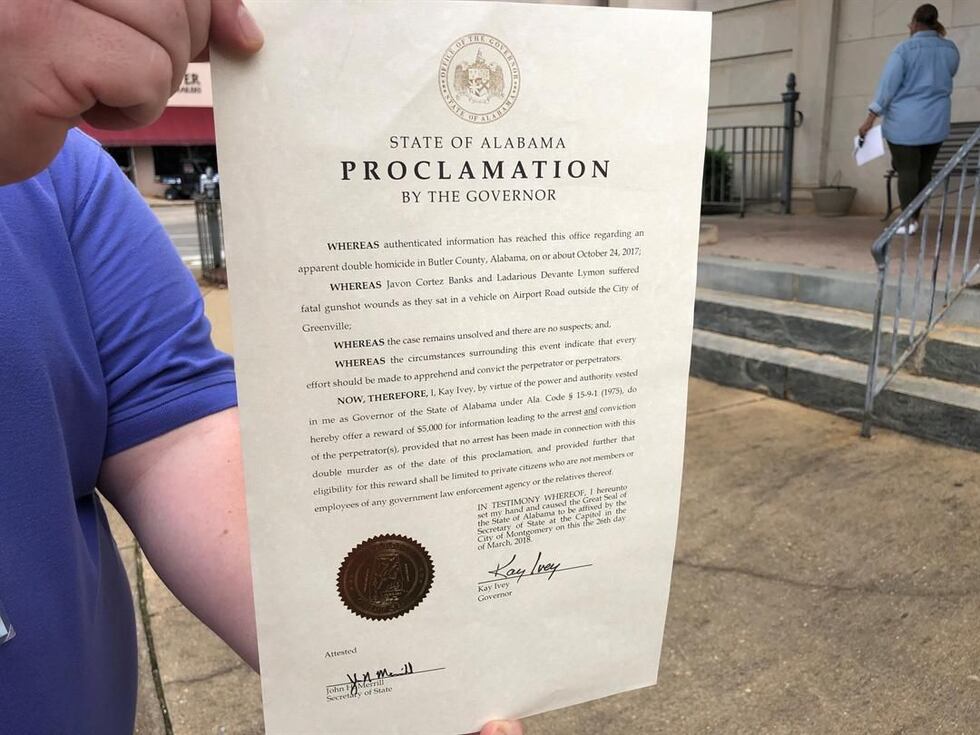 OFFICE OF THE GOVERNOR
STATE OF ALABAMA
STATE OF ALABAMA
PROCLAMATION
BY THE GOVERNOR
WHEREAS authenticated information has reached this office regarding an
apparent double homicide in Butler County, Alabama, on or about October 24, 2017;
WHEREAS Javon Cortez Banks and Ladarious Devante Lymon suffered
fatal gunshot wounds as they sat in a vehicle on Airport Road outside the City of
Greenville;
WHEREAS the case remains unsolved and there are no suspects; and,
WHEREAS the circumstances surrounding this event indicate that every
effort should be made to apprehend and convict the perpetrator or perpetrators.
NOW, THEREFORE, I, Kay Ivey, by virtue of the power and authority vested
in me as Governor of the State of Alabama under Ala. Code § 15-9-1 (1975), do
hereby offer a reward of $5,000 for information leading to the arrest and conviction
of the perpetrator(s), provided that no arrest has been made in connection with this
double murder as of the date of this proclamation, and provided further that
eligibility for this reward shall be limited to private citizens who are not members or
employees of any government law enforcement agency or the relatives thereof.
IN TESTIMONY WHEREOF, I hereunto
set my hand and caused the Great Seal of
the State of Alabama to be affixed by the
Secretary of State at the Capitol in the
City of Montgomery on this the 26th day
of March, 2018.
Kay Ivey
Kay Ivey
Governor
Attested
J H Merrill
John H. Merrill
Secretary of State
ER